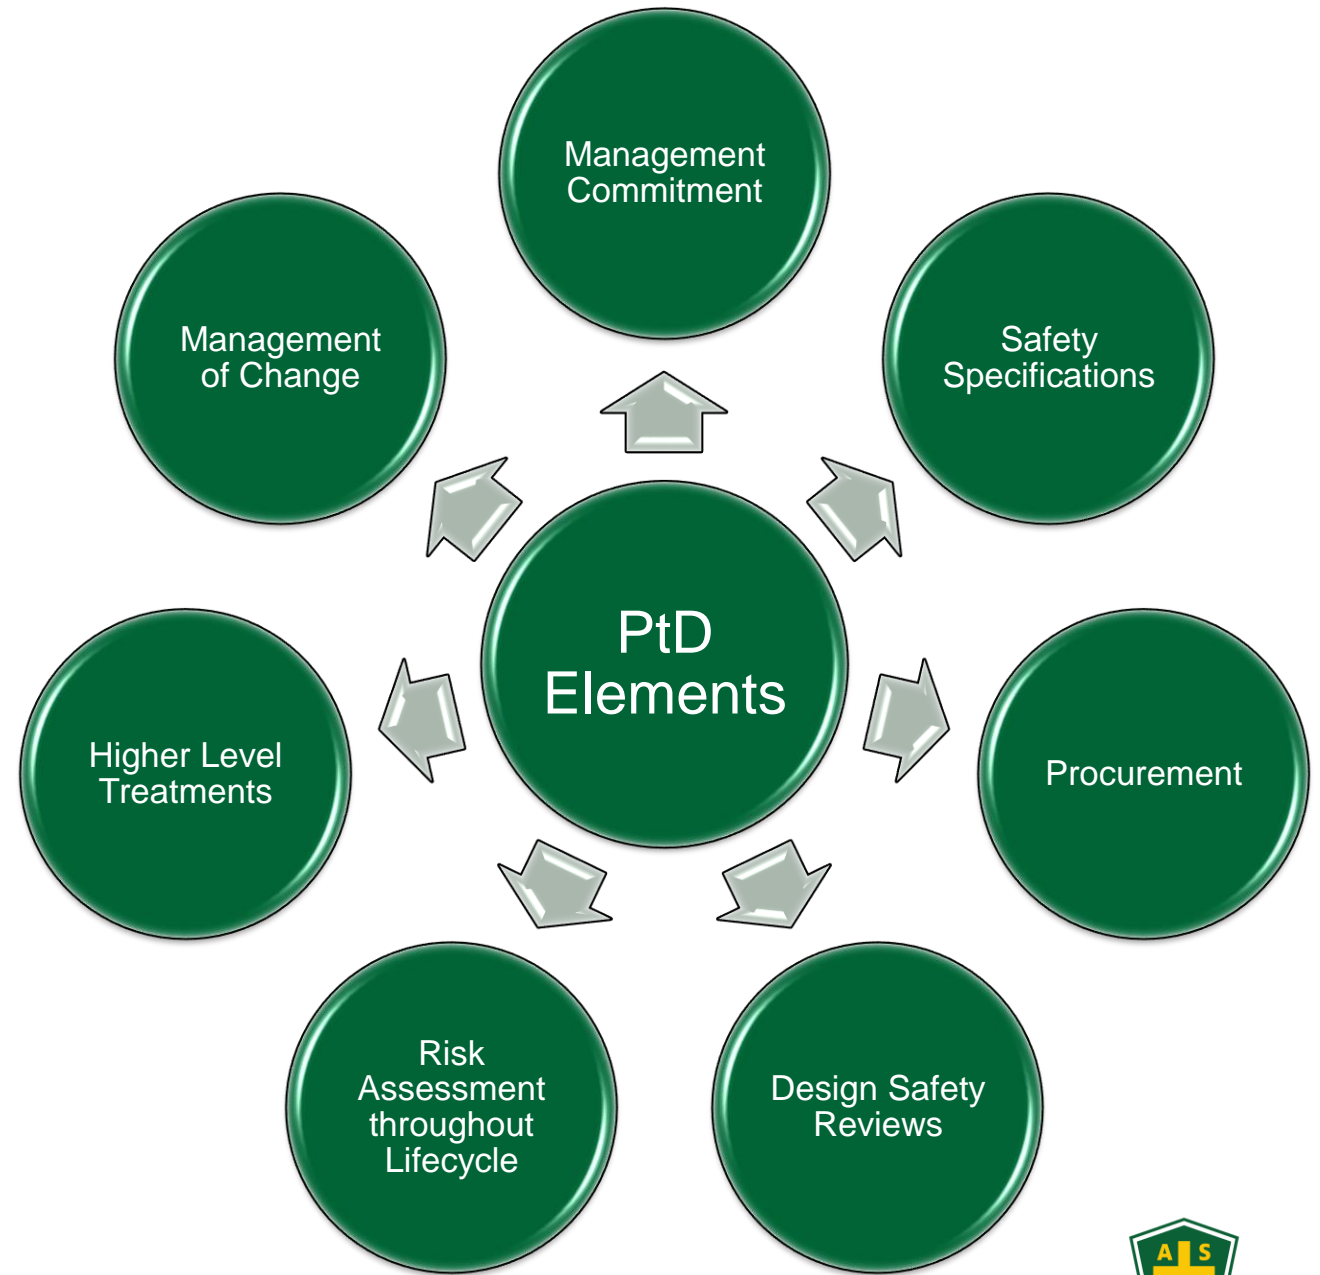 Management
Commitment
Safety
Specifications
Procurement
Design Safety
Reviews
Risk
Assessment
throughout
Lifecycle
Higher Level
Treatments
Management
of Change
PtD
Elements
A S